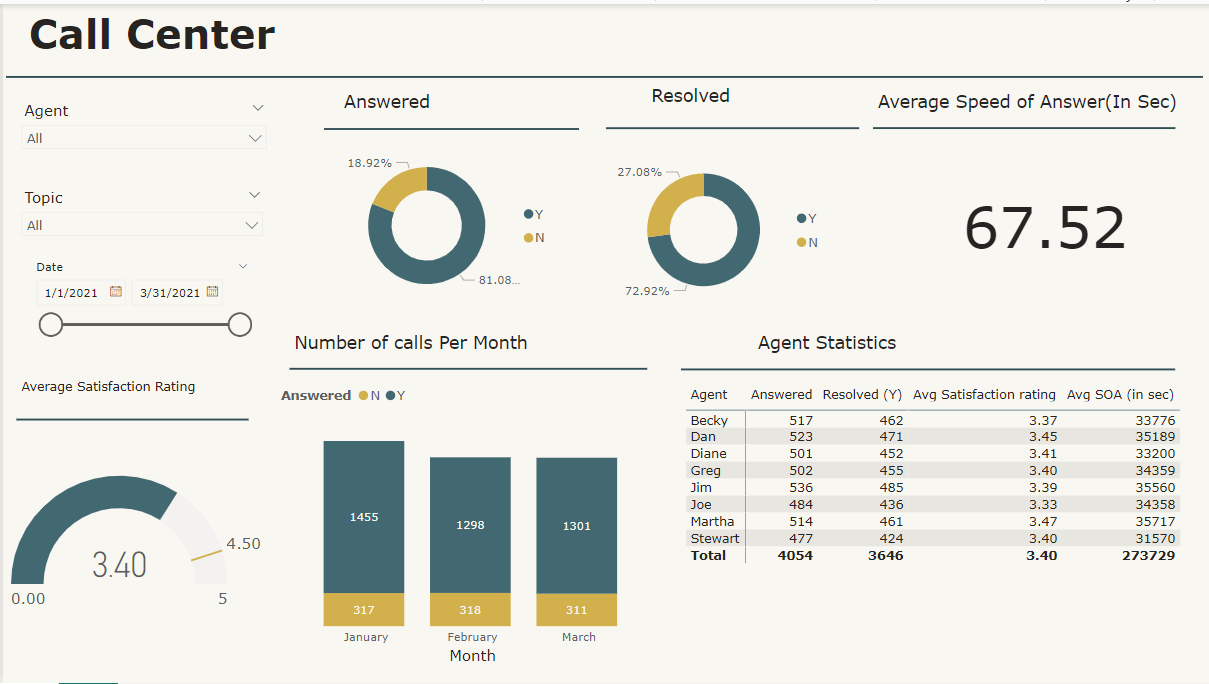 Call Center
Agent
All
Topic
All
Date
1/1/2021 3/31/2021
Average Satisfaction Rating
3.40
4.50
0.00 5
Answered
18.92%
81.08...
Y
N
Resolved
27.08%
72.92%
Y
N
Average Speed of Answer(In Sec)
67.52
Number of calls Per Month
Answered N Y
1455 1298 1301
317 318 311
January February March
Month
Agent Statistics
Agent Answered Resolved (Y) Avg Satisfaction rating Avg SOA (in sec)
Becky 517 462 3.37 33776
Dan 523 471 3.45 35189
Diane 501 452 3.41 33200
Greg 502 455 3.40 34359
Jim 536 485 3.39 35560
Joe 484 436 3.33 34358
Martha 514 461 3.47 35717
Stewart 477 424 3.40 31570
Total 4054 3646 3.40 273729